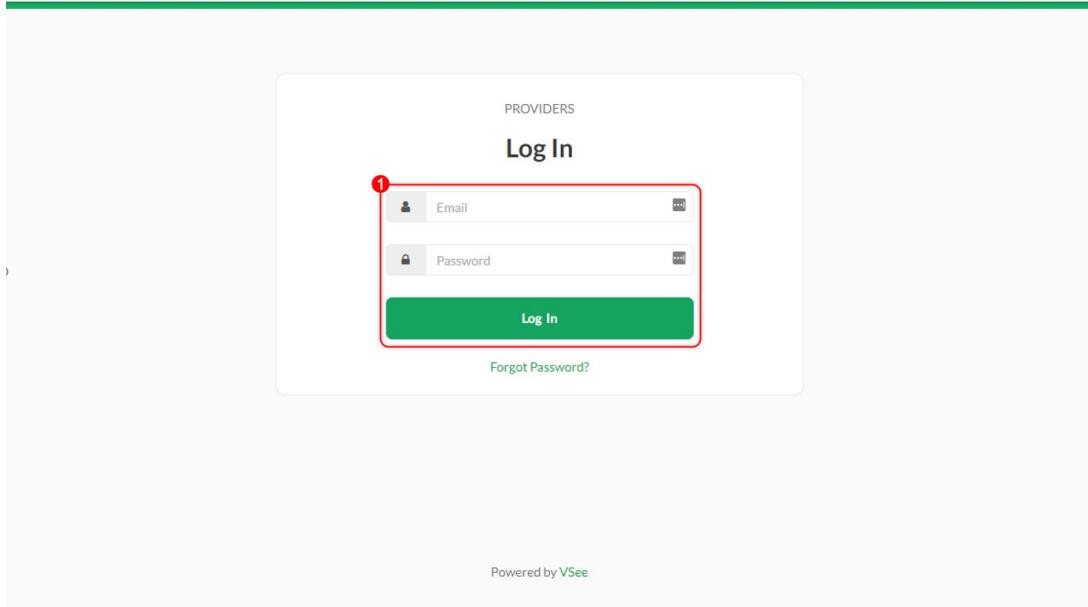 PROVIDERS
Log In
1
Email
Password
Log In
Forgot Password?
Powered by VSee